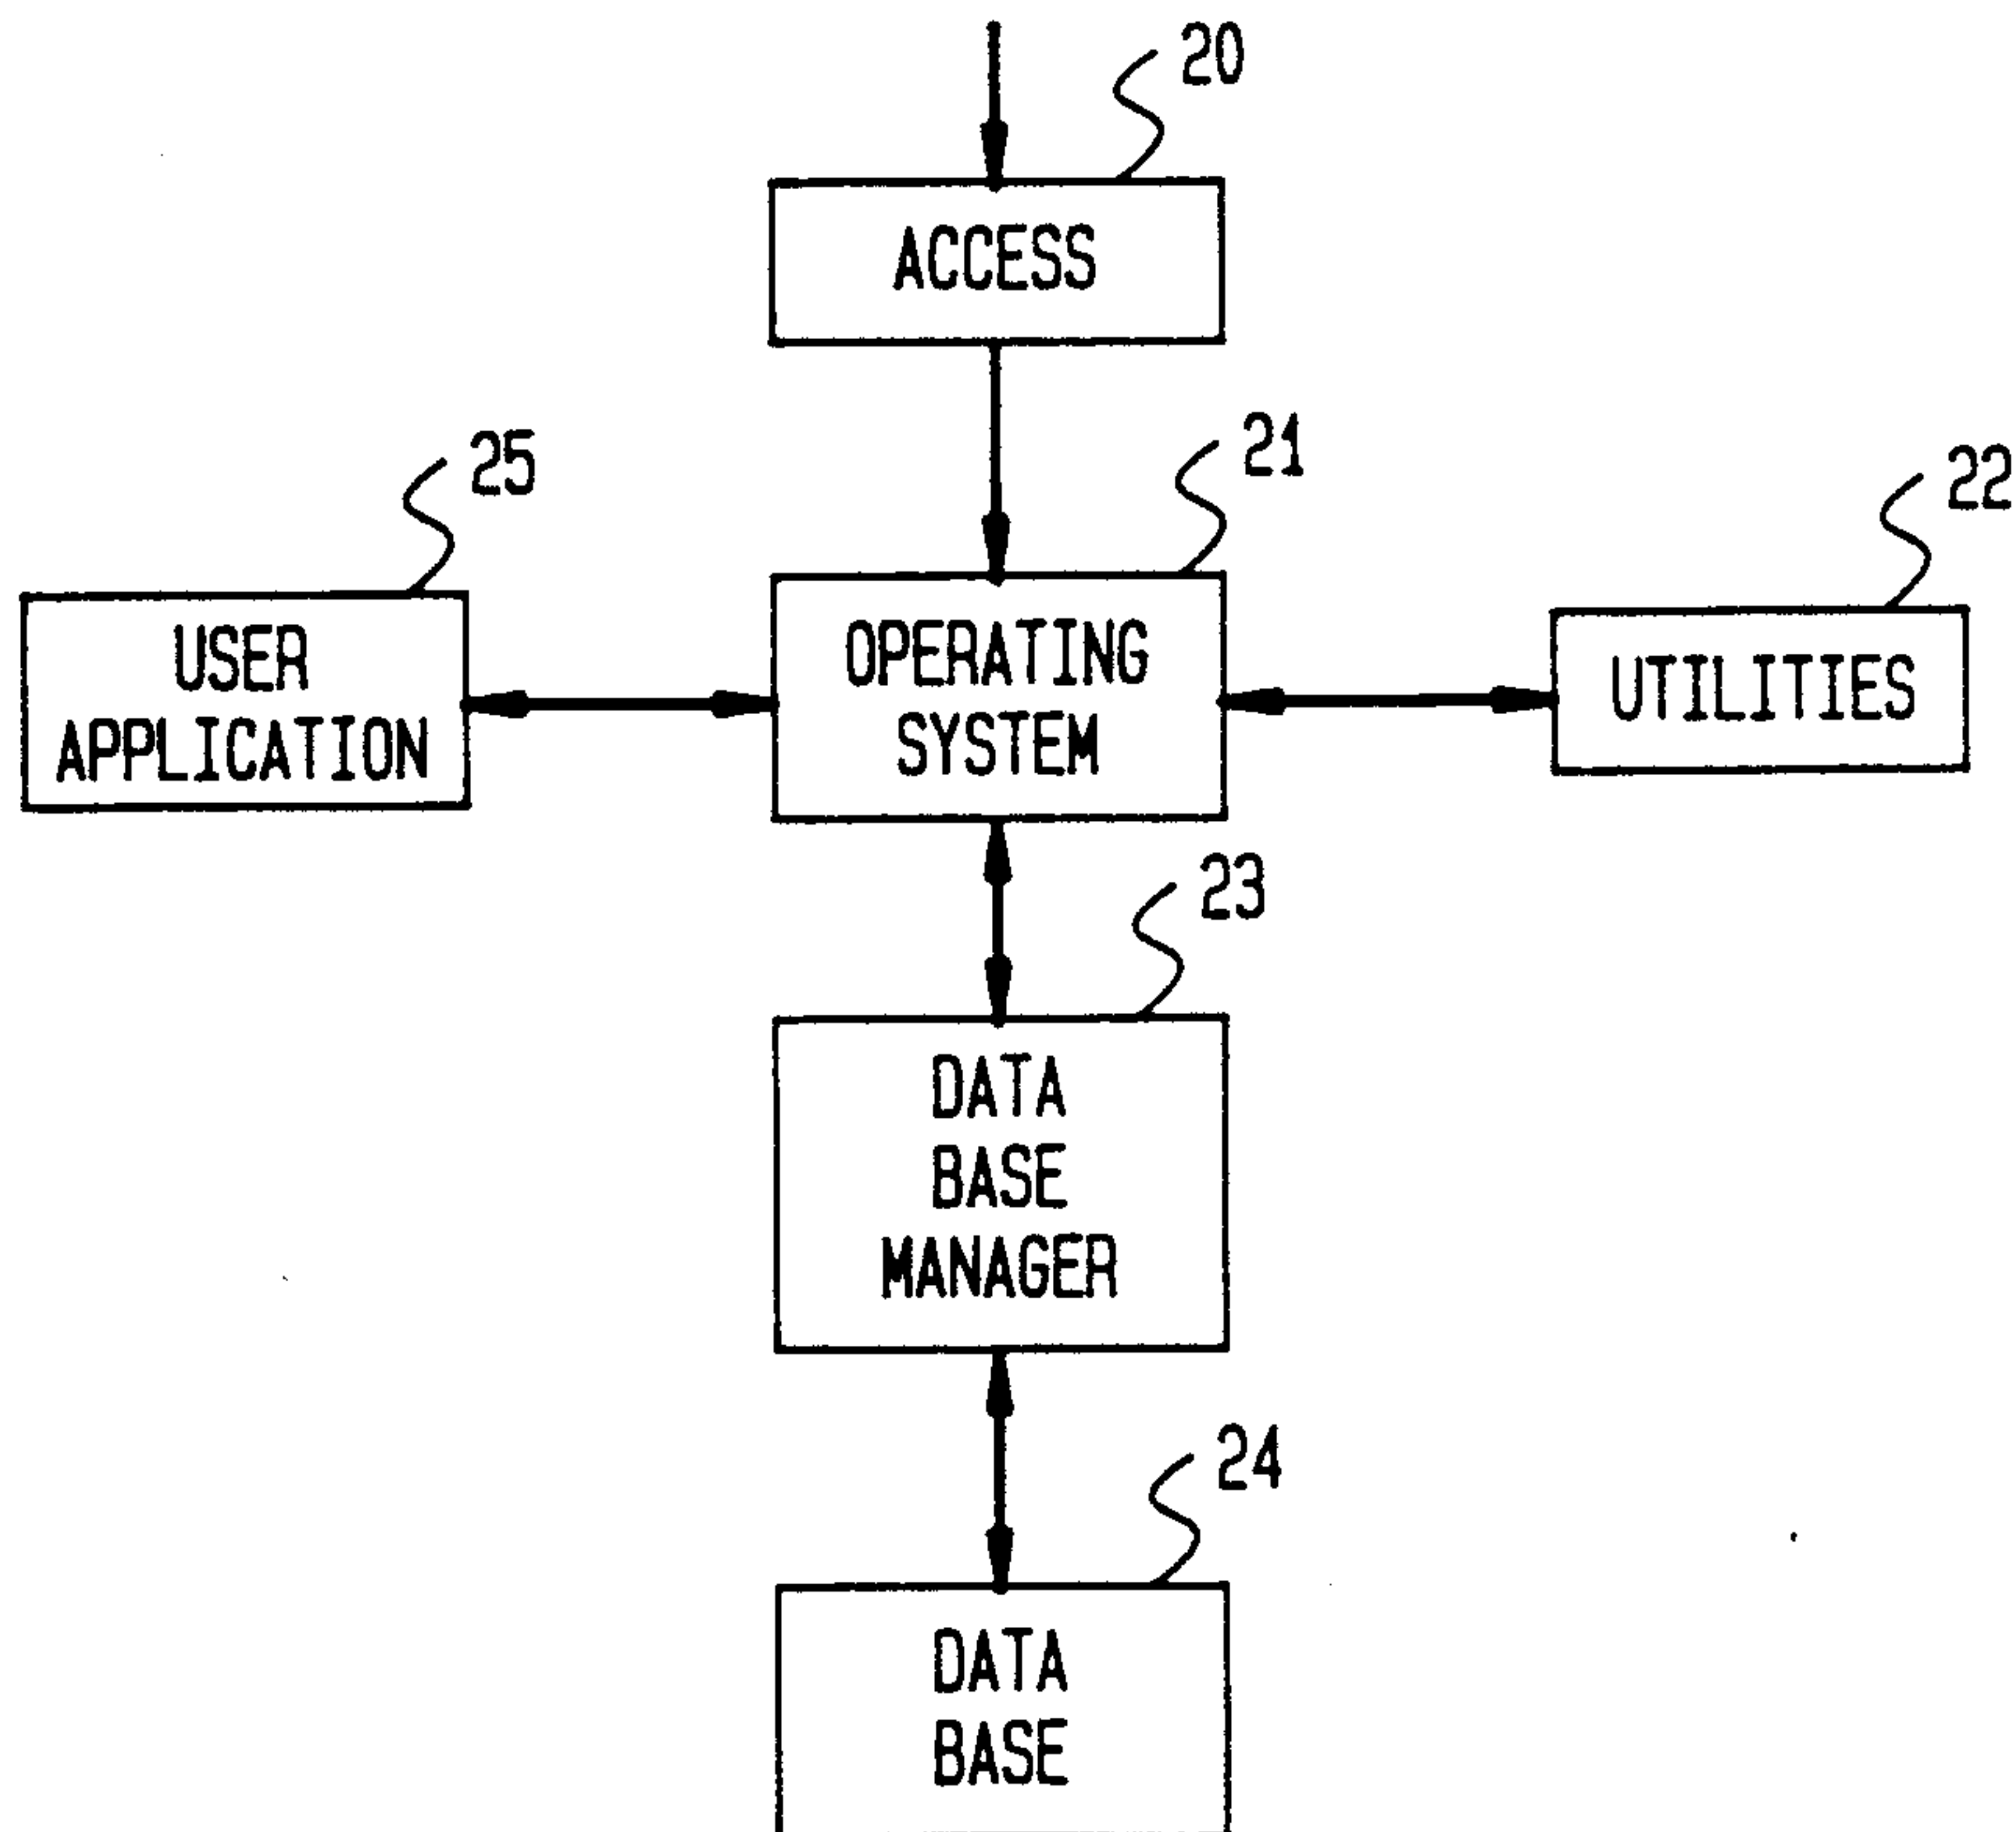 20
ACCESS
25
21
22
USER
APPLICATION
OPERATING
SYSTEM
UTILITIES
23
DATA
BASE
MANAGER
24
DATA
BASE